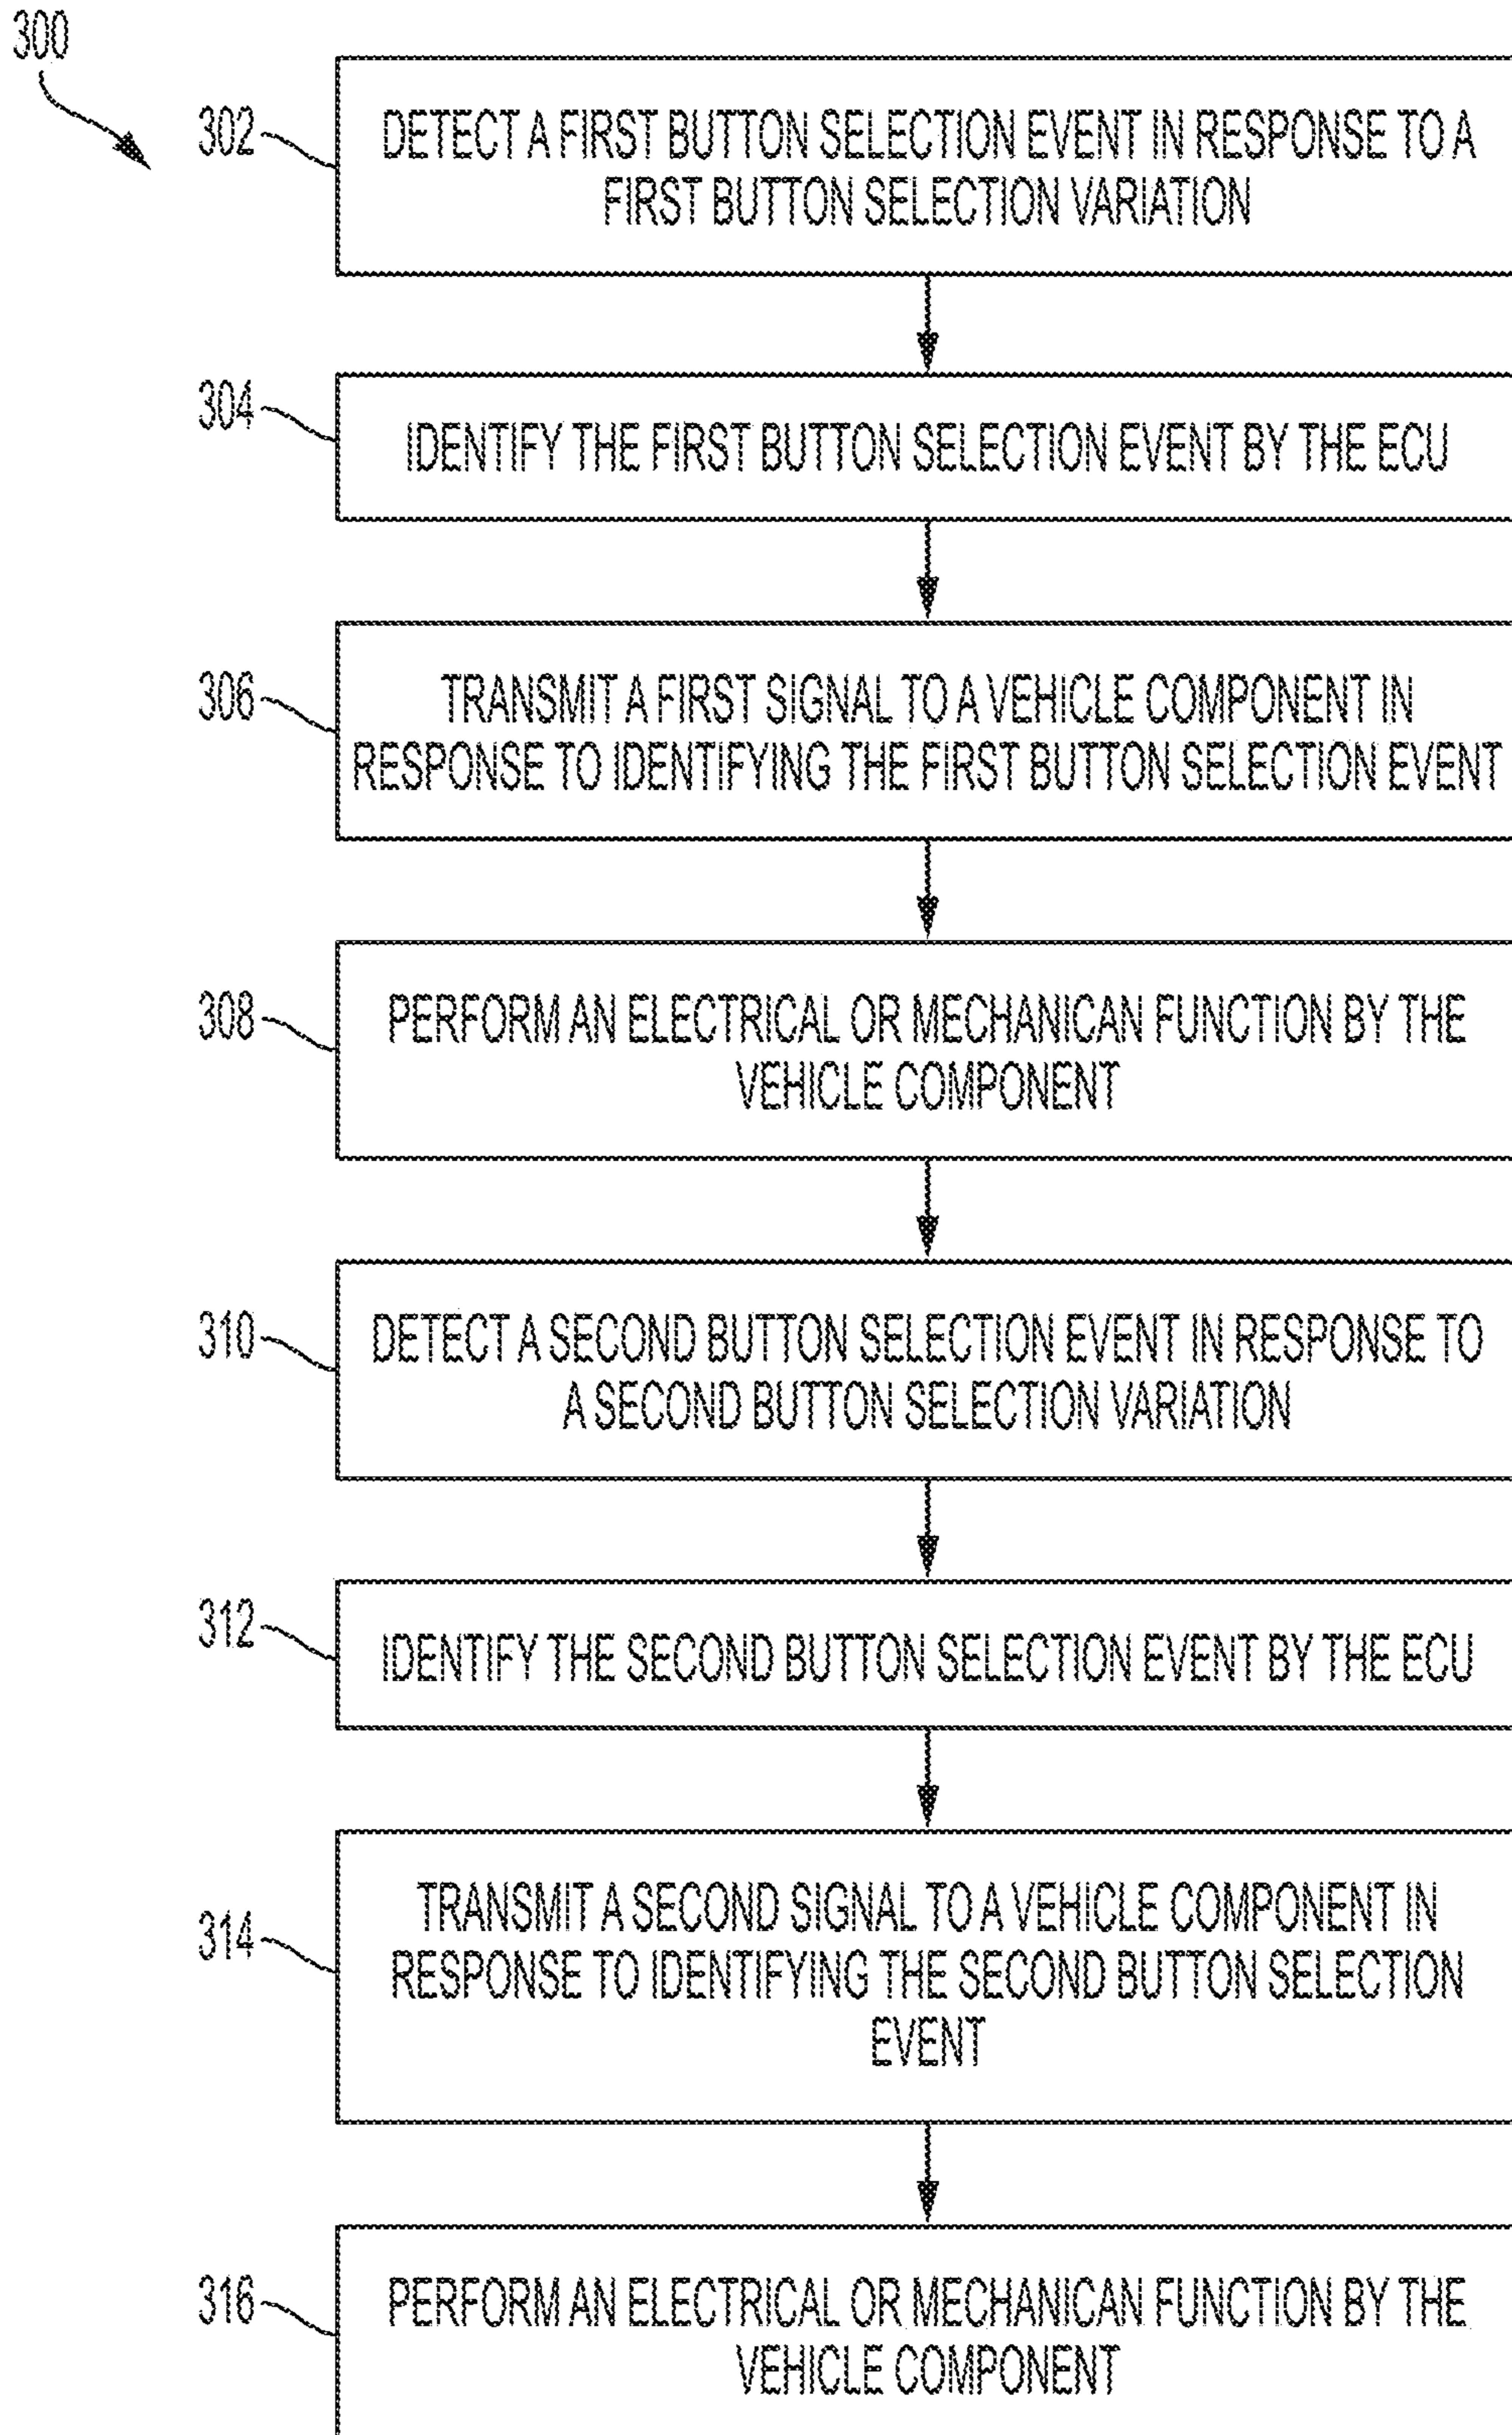 300
302
DETECT A FIRST BUTTON SELECTION EVENT IN RESPONSE TO A
FIRST BUTTON SELECTION VARIATION
304
IDENTIFY THE FIRST BUTTON SELECTION EVENT BY THE ECU
306
TRANSMIT A FIRST SIGNAL TO A VEHICLE COMPONENT IN
RESPONSE TO IDENTIFYING THE FIRST BUTTON SELECTION EVENT
308
PERFORM AN ELECTRICAL OR MECHANICAN FUNCTION BY THE
VEHICLE COMPONENT
310
DETECT A SECOND BUTTON SELECTION EVENT IN RESPONSE TO
A SECOND BUTTON SELECTION VARIATION
312
IDENTIFY THE SECOND BUTTON SELECTION EVENT BY THE ECU
314
TRANSMIT A SECOND SIGNAL TO A VEHICLE COMPONENT IN
RESPONSE TO IDENTIFYING THE SECOND BUTTON SELECTION
EVENT
316
PERFORM AN ELECTRICAL OR MECHANICAN FUNCTION BY THE
VEHICLE COMPONENT